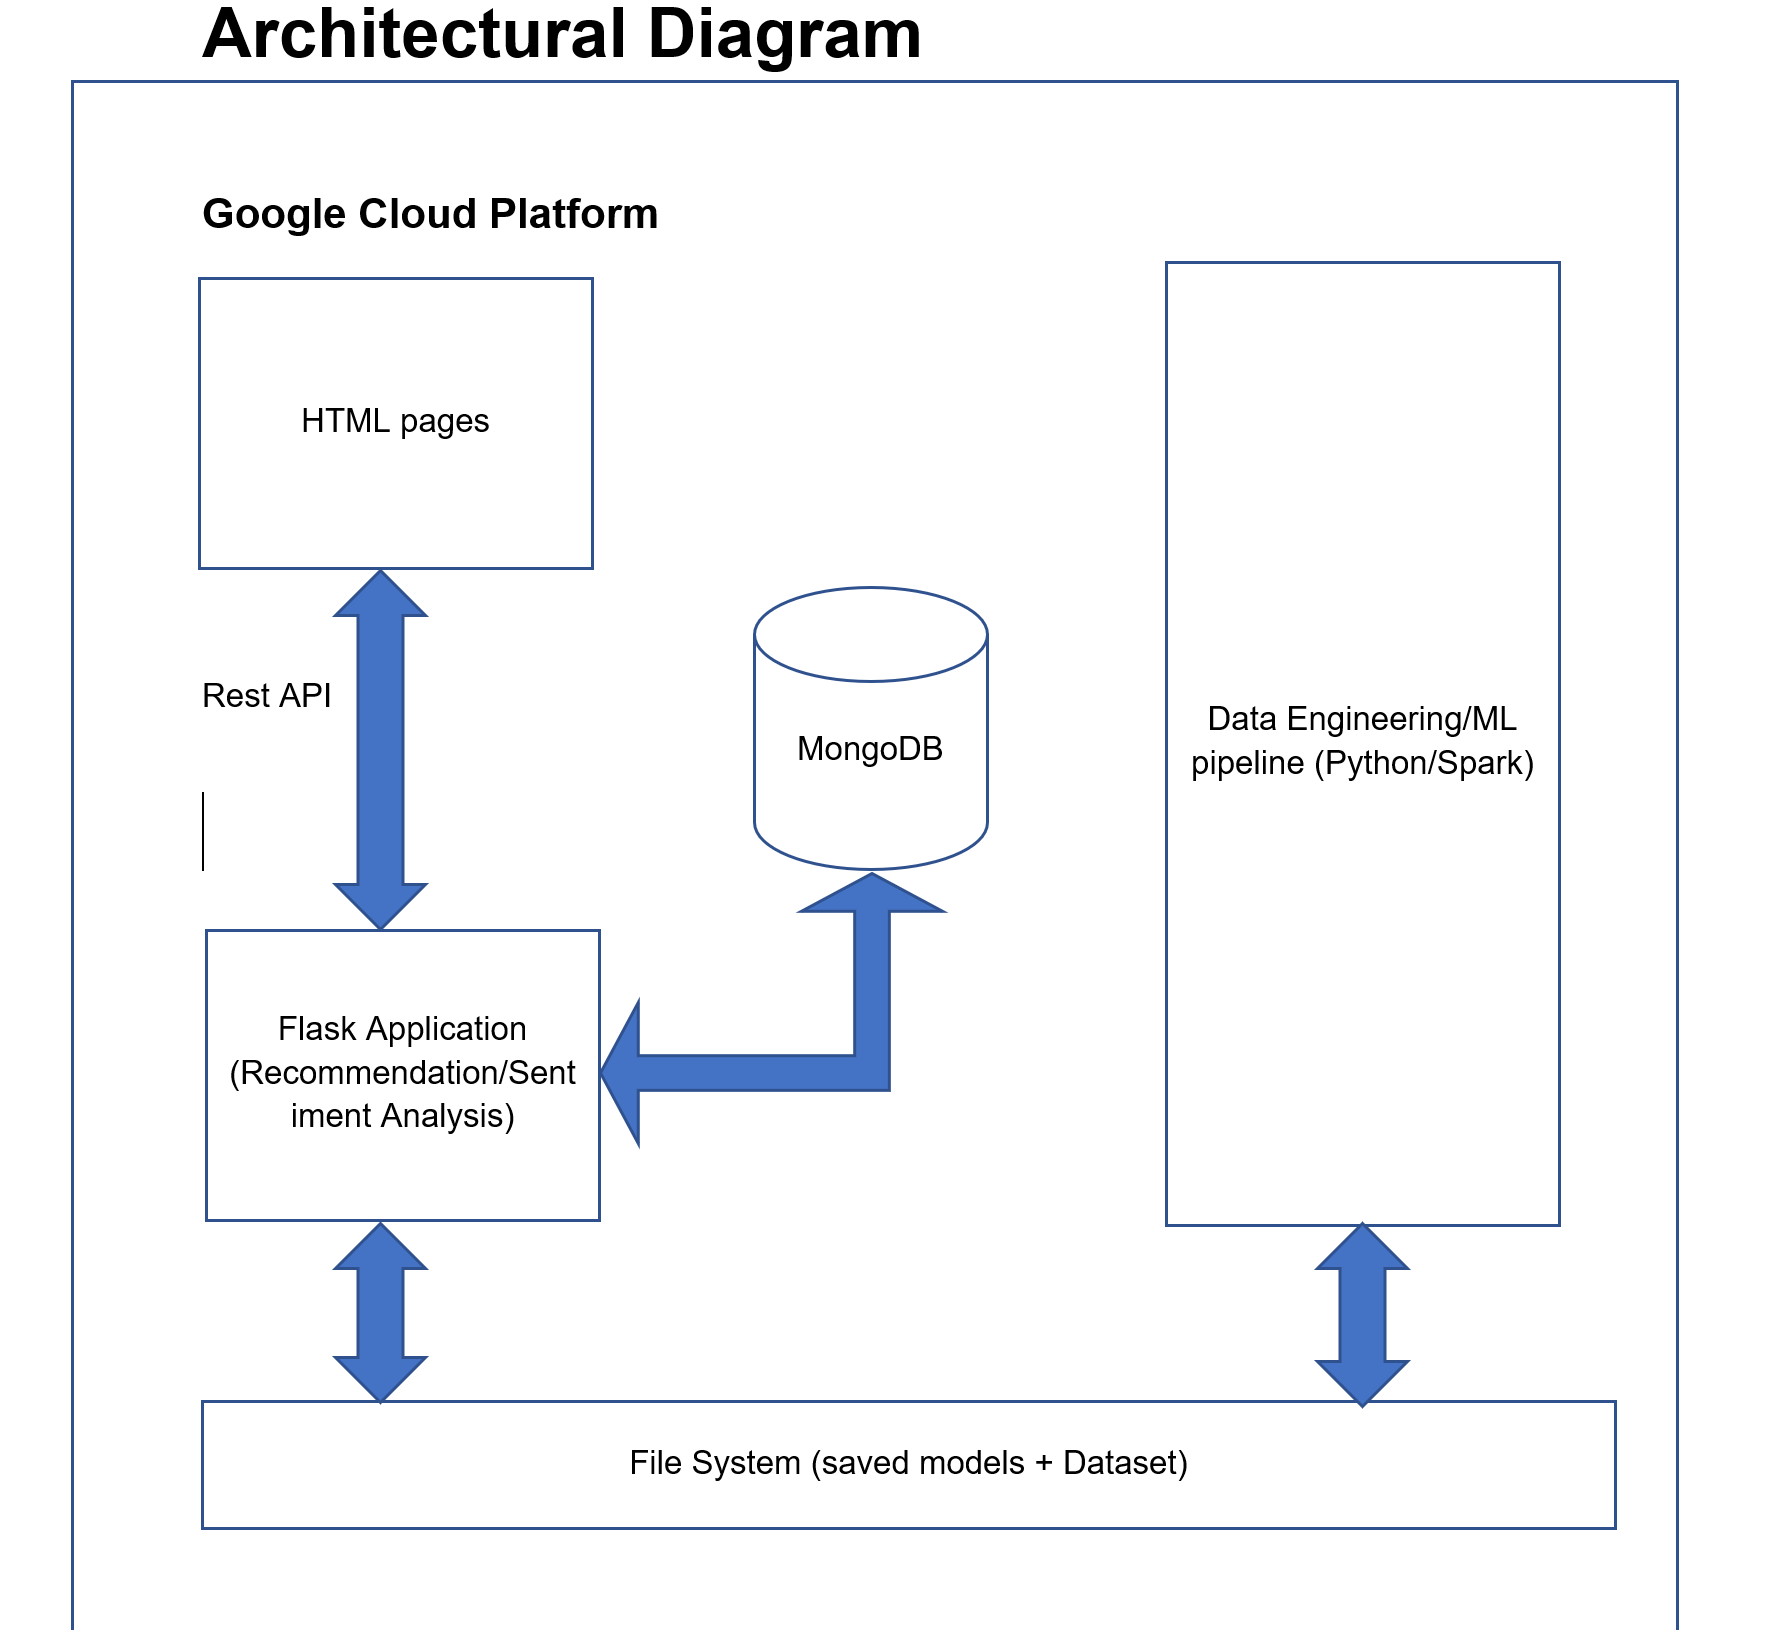 Architectural Diagram
Google Cloud Platform
HTML pages
Rest API
MongoDB
Data Engineering/ML
pipeline (Python/Spark)
Flask Application
(Recommendation/Sent
iment Analysis)
File System (saved models + Dataset)